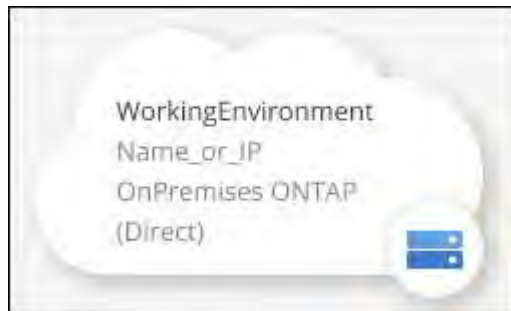 WorkingEnvironment
Name_or_IP
OnPremises ONTAP
(Direct)